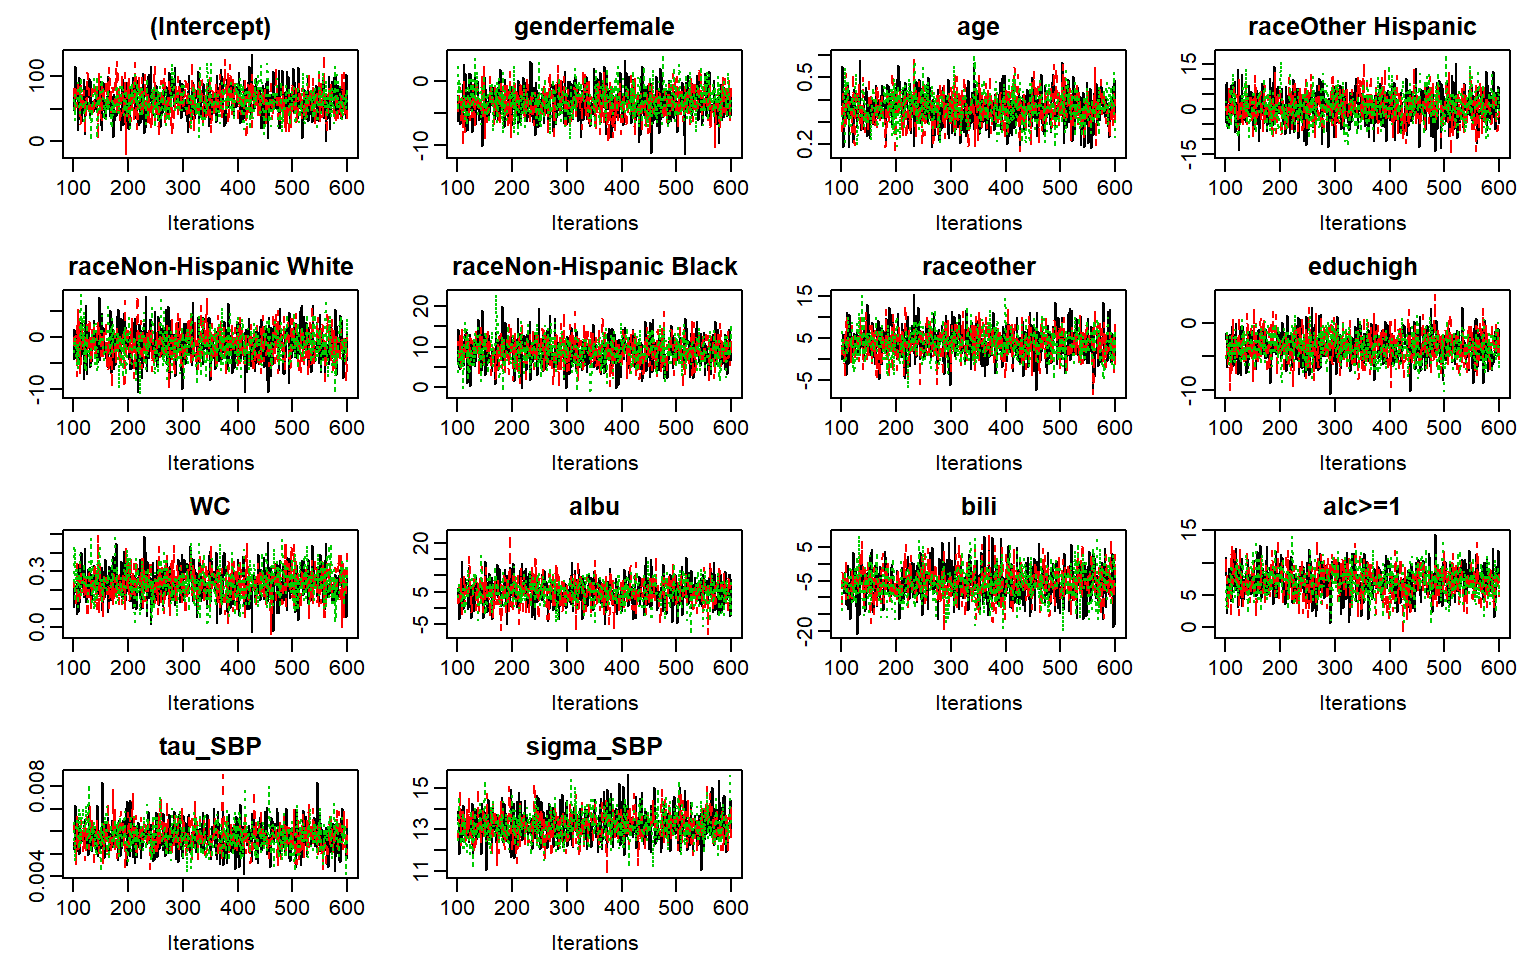 (Intercept) genderfemale age raceOther Hispanic
0 100 -10 0 0.2 0.5 -15 0 15
100 200 300 400 500 600 100 200 300 400 500 600 100 200 300 400 500 600 100 200 300 400 500 600
Iterations Iterations Iterations Iterations
raceNon-Hispanic White raceNon-Hispanic Black raceother educhigh
-10 0 0 10 20 -5 5 15 -10 0
100 200 300 400 500 600 100 200 300 400 500 600 100 200 300 400 500 600 100 200 300 400 500 600
Iterations Iterations Iterations Iterations
WC albu bili alc>=1
0.0 0.3 -5 5 20 -20 -5 5 0 5 15
100 200 300 400 500 600 100 200 300 400 500 600 100 200 300 400 500 600 100 200 300 400 500 600
Iterations Iterations Iterations Iterations
tau_SBP sigma_SBP
0.004 0.008 11 13 15
100 200 300 400 500 600 100 200 300 400 500 600
Iterations Iterations